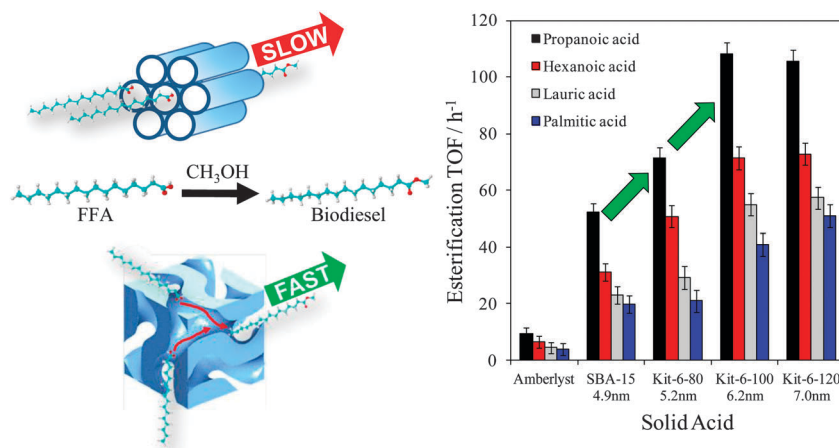 SLOW
CH₃OH
FFA
Biodiesel
FAST
Esterification TOF / h⁻¹
120
100
80
60
40
20
0
Propanoic acid
Hexanoic acid
Lauric acid
Palmitic acid
Amberlyst
SBA-15
4.9nm
Kit-6-80
5.2nm
Kit-6-100
6.2nm
Kit-6-120
7.0nm
Solid Acid